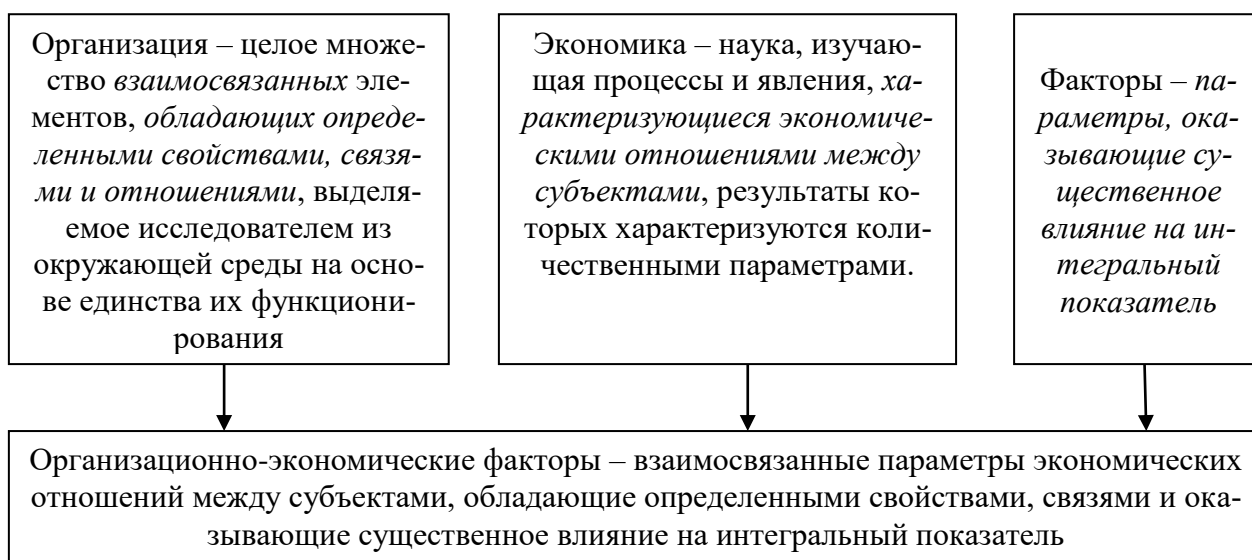 Организация – целое множе-
ство взаимосвязанных эле-
ментов, обладающих опреде-
ленными свойствами, связя-
ми и отношениями, выделя-
емое исследователем из
окружающей среды на осно-
ве единства их функциони-
рования
Экономика – наука, изучаю-
щая процессы и явления, ха-
рактеризующиеся экономиче-
скими отношениями между
субъектами, результаты ко-
торых характеризуются коли-
чественными параметрами.
Факторы – па-
раметры, ока-
зывающие су-
щественное
влияние на ин-
тегральный
показатель
Организационно-экономические факторы – взаимосвязанные параметры экономических
отношений между субъектами, обладающие определенными свойствами, связями и ока-
зывающие существенное влияние на интегральный показатель